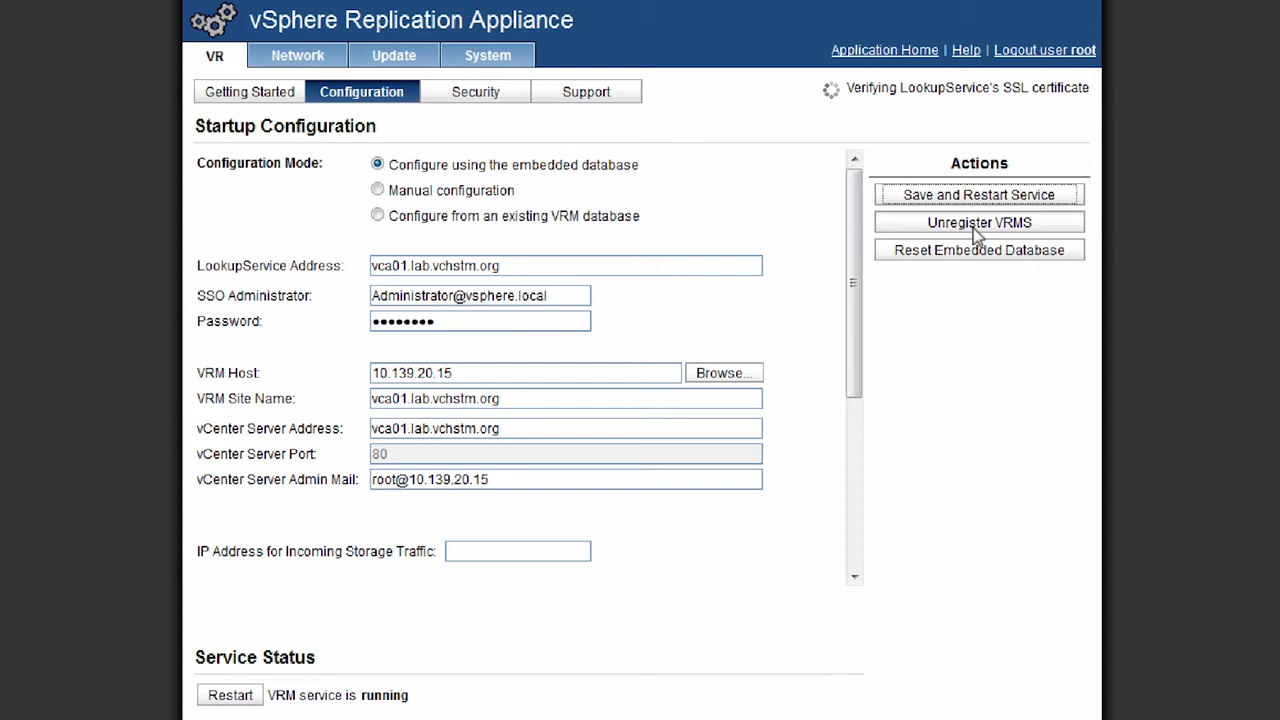 vSphere Replication Appliance
VR Network Update System
Application Home | Help | Logout user root
Getting Started Configuration Security Support
Verifying LookupService's SSL certificate
Startup Configuration
Configuration Mode:
Configure using the embedded database
Manual configuration
Configure from an existing VRM database
LookupService Address: vca01.lab.vchstm.org
SSO Administrator: Administrator@vsphere.local
Password: ••••••••
VRM Host: 10.139.20.15 Browse...
VRM Site Name: vca01.lab.vchstm.org
vCenter Server Address: vca01.lab.vchstm.org
vCenter Server Port: 80
vCenter Server Admin Mail: root@10.139.20.15
IP Address for Incoming Storage Traffic:
Actions
Save and Restart Service
Unregister VRMS
Reset Embedded Database
Service Status
Restart VRM service is running